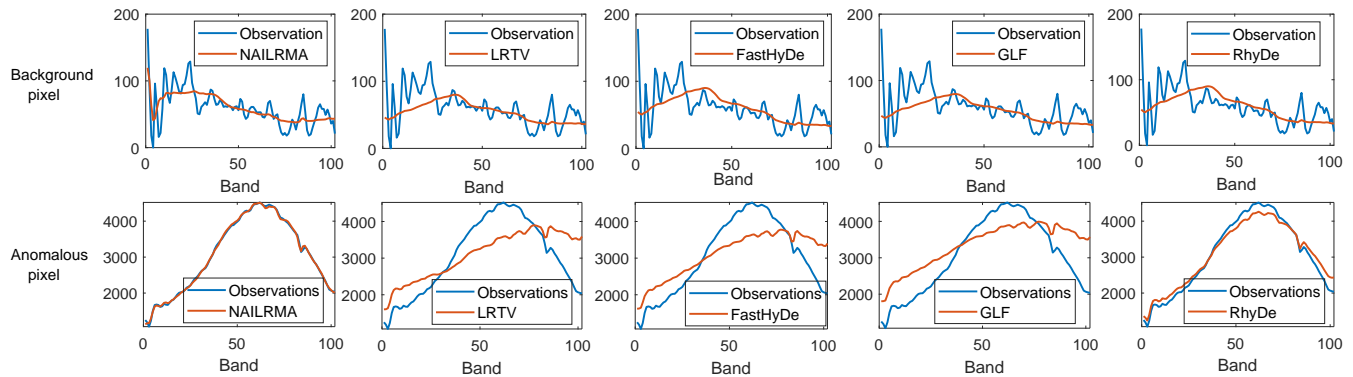 Background
pixel
200
100
0
0 50 100
Band
Observation
NAILRMA
200
100
0
0 50 100
Band
Observation
LRTV
200
100
0
0 50 100
Band
Observation
FastHyDe
200
100
0
0 50 100
Band
Observation
GLF
200
100
0
0 50 100
Band
Observation
RhyDe
Anomalous
pixel
4000
3000
2000
0 50 100
Band
Observations
NAILRMA
4000
3000
2000
0 50 100
Band
Observations
LRTV
4000
3000
2000
0 50 100
Band
Observations
FastHyDe
4000
3000
2000
0 50 100
Band
Observations
GLF
4000
3000
2000
0 50 100
Band
Observations
RhyDe